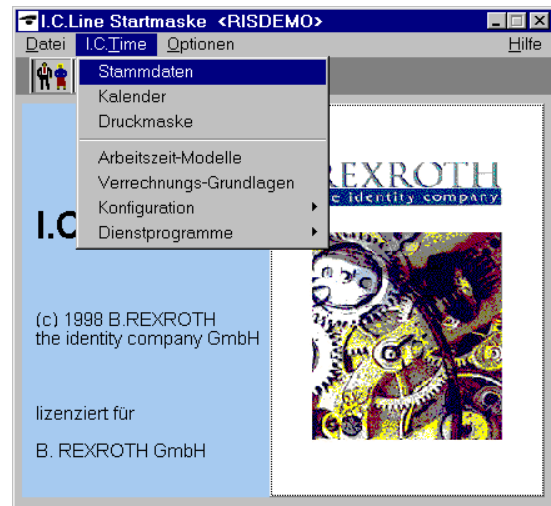 I.C.Line Startmaske <RISDEMO>
Datei I.C.Time Optionen Hilfe
Stammdaten
Kalender
Druckmaske
Arbeitszeit-Modelle
Verrechnungs-Grundlagen
Konfiguration
Dienstprogramme
EXROTH
the identity company
I.C
(c) 1998 B.REXROTH
the identity company GmbH
lizenziert für
B. REXROTH GmbH